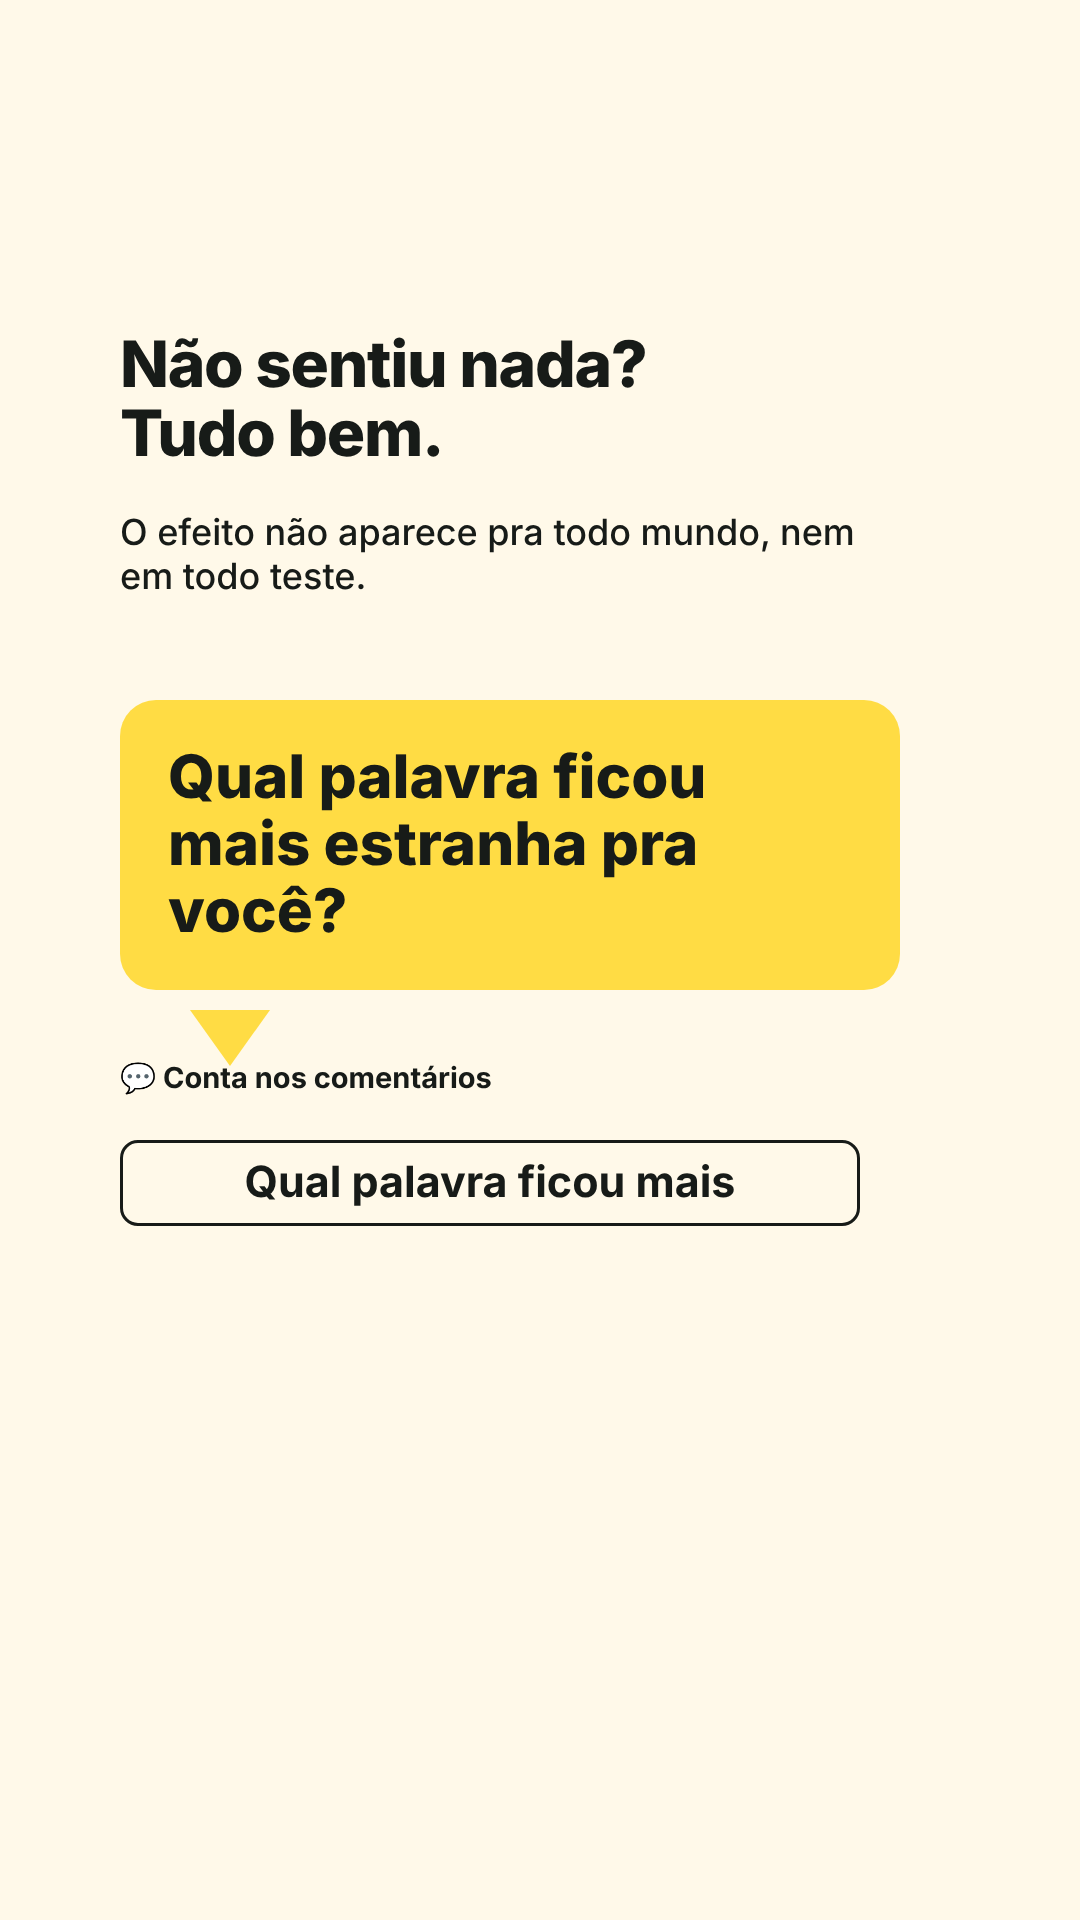 Não sentiu nada?
Tudo bem.
O efeito não aparece pra todo mundo, nem
em todo teste.
Qual palavra ficou
mais estranha pra
você?
💬 Conta nos comentários
Qual palavra ficou mais